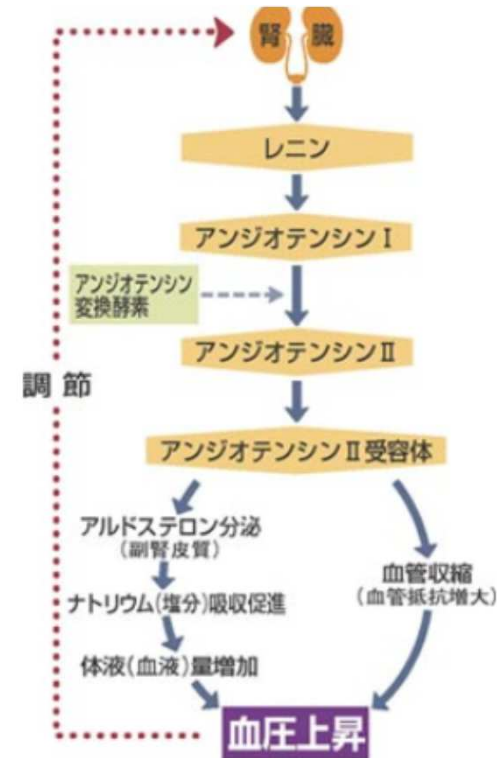 腎臓
レニン
アンジオテンシンⅠ
アンジオテンシン
変換酵素
アンジオテンシンⅡ
調節
アンジオテンシンⅡ受容体
アルドステロン分泌
(副腎皮質)
ナトリウム(塩分)吸収促進
体液(血液)量増加
血管収縮
(血管抵抗増大)
血圧上昇